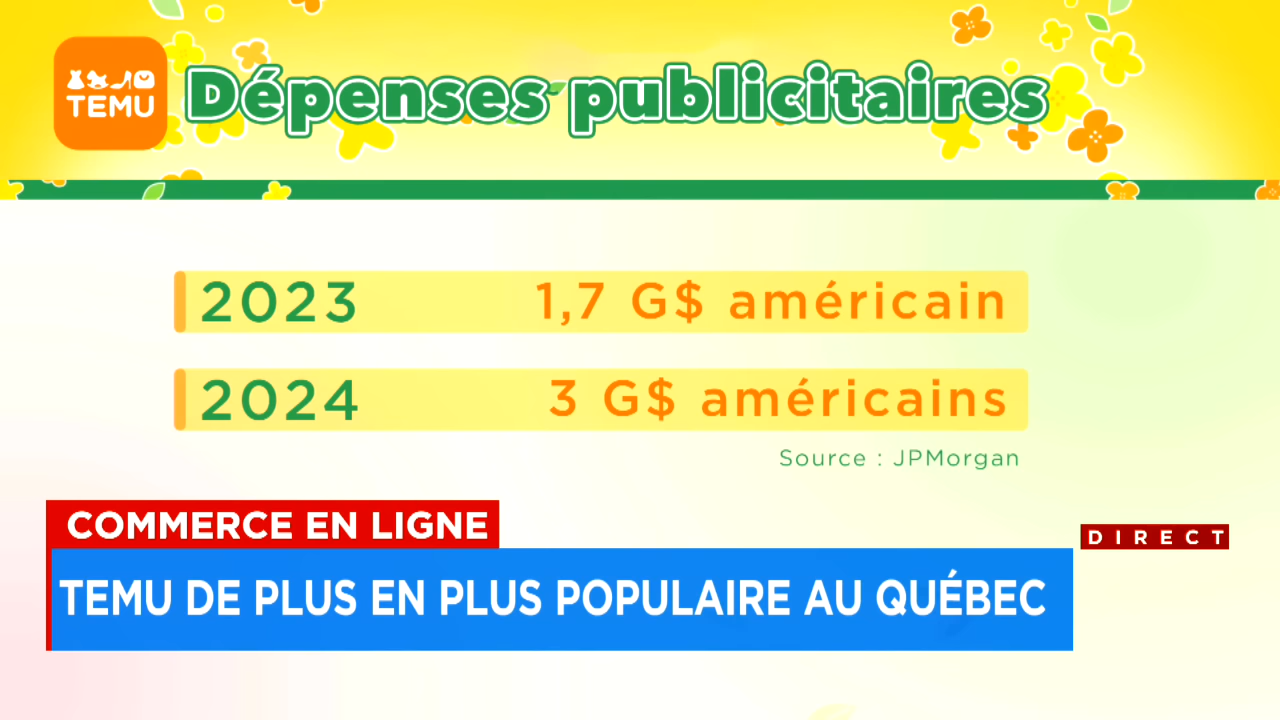 TEMU
Dépenses publicitaires
2023 1,7 G$ américain
2024 3 G$ américains
Source : JPMorgan
COMMERCE EN LIGNE
DIRECT
TEMU DE PLUS EN PLUS POPULAIRE AU QUÉBEC